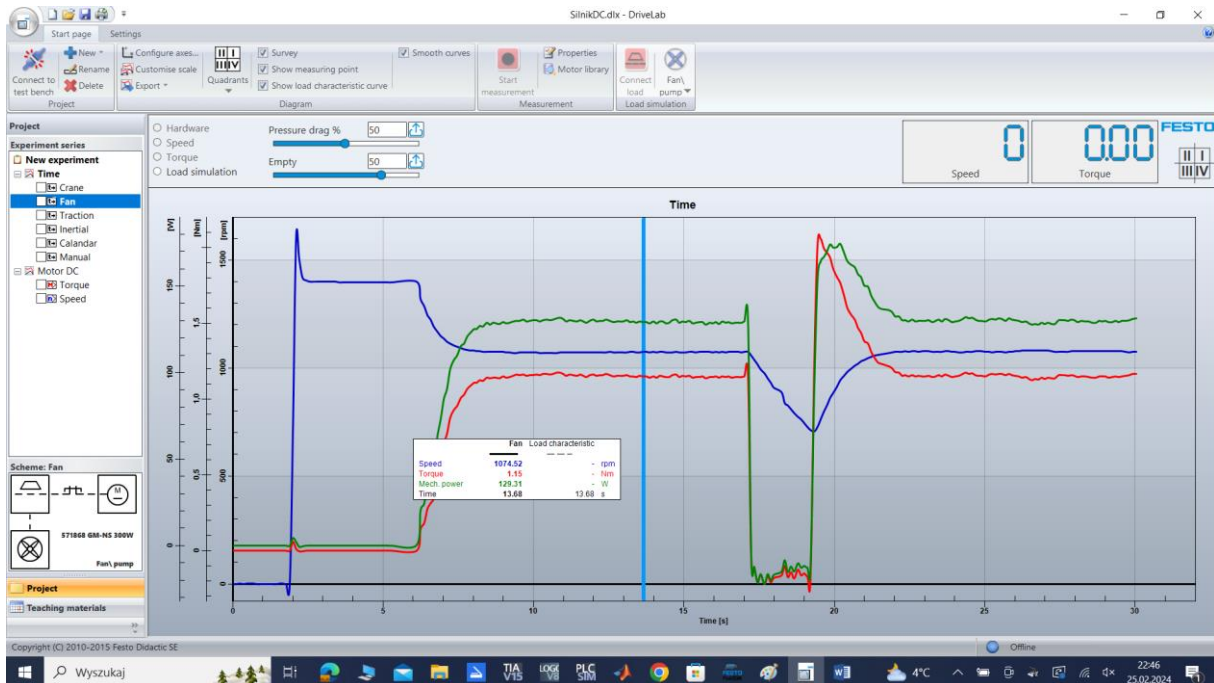 SilnikDC.dlx - DriveLab
Start page Settings
Connect to test bench
New
Rename
Delete
Project
Configure axes...
Customise scale
Export
Quadrants
Survey
Show measuring point
Show load characteristic curve
Smooth curves
Diagram
Start measurement
Properties
Motor library
Measurement
Connect load
Fan\ pump
Load simulation
Project
Experiment series
New experiment
Time
Crane
Fan
Traction
Inertial
Calandar
Manual
Motor DC
Torque
Speed
Scheme: Fan
M
571868 GM-NS 300W
Fan\ pump
Project
Teaching materials
Hardware
Speed
Torque
Load simulation
Pressure drag % 50
Empty 50
0
Speed
0.00
Torque
FESTO
II I
III IV
Time
[W] [Nm] [rpm]
150 100 50 0
1,5 1,0 0,5 0
1500 1000 500 0
Fan Load characteristic
Speed 1074.52 - rpm
Torque 1.15 - Nm
Mech. power 129.31 - W
Time 13.68 13.68 s
0 5 10 15 20 25 30
Time [s]
Copyright (C) 2010-2015 Festo Didactic SE
Offline
Wyszukaj
TIA V15
PLC SIM
4°C
22:46
25.02.2024